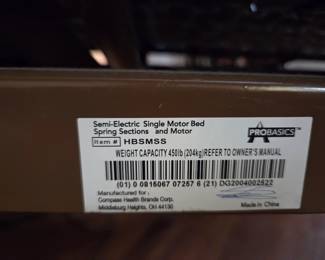 Semi-Electric Single Motor Bed
Spring Sections and Motor
PROBASICS™
Item # HBSMSS
WEIGHT CAPACITY 450lb (204kg) REFER TO OWNER'S MANUAL
(01) 0 0815067 07257 6 (21) DG2004002522
Manufactured for:
Compass Health Brands Corp.
Middleburg Heights, OH 44130
Made in China